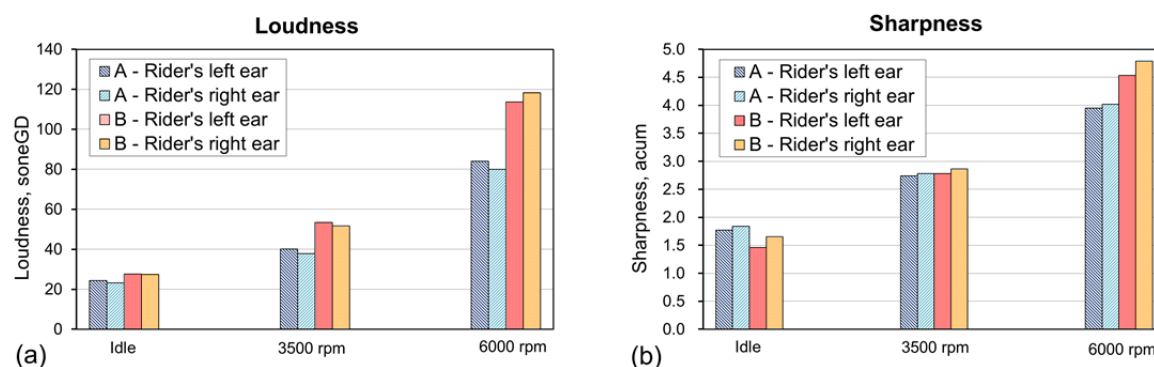 Loudness
140
120
100
80
60
40
20
0
Loudness, soneGD
A - Rider's left ear
A - Rider's right ear
B - Rider's left ear
B - Rider's right ear
Idle
3500 rpm
6000 rpm
(a)
Sharpness
5.0
4.5
4.0
3.5
3.0
2.5
2.0
1.5
1.0
0.5
0.0
Sharpness, acum
A - Rider's left ear
A - Rider's right ear
B - Rider's left ear
B - Rider's right ear
Idle
3500 rpm
6000 rpm
(b)